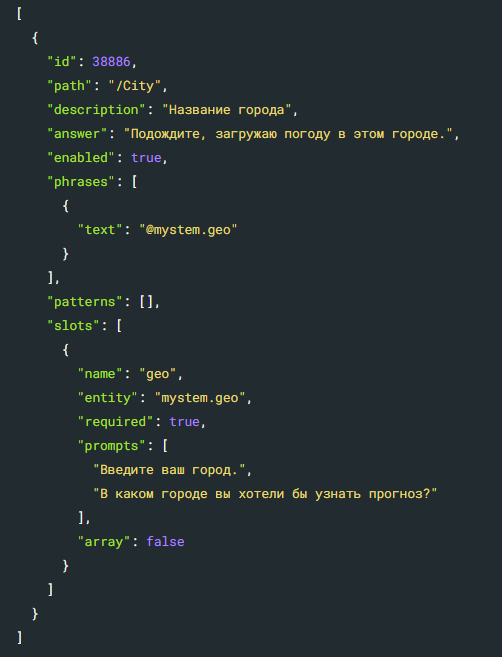 [
  {
    "id": 38886,
    "path": "/City",
    "description": "Название города",
    "answer": "Подождите, загружаю погоду в этом городе.",
    "enabled": true,
    "phrases": [
      {
        "text": "@mystem.geo"
      }
    ],
    "patterns": [],
    "slots": [
      {
        "name": "geo",
        "entity": "mystem.geo",
        "required": true,
        "prompts": [
          "Введите ваш город.",
          "В каком городе вы хотели бы узнать прогноз?"
        ],
        "array": false
      }
    ]
  }
]